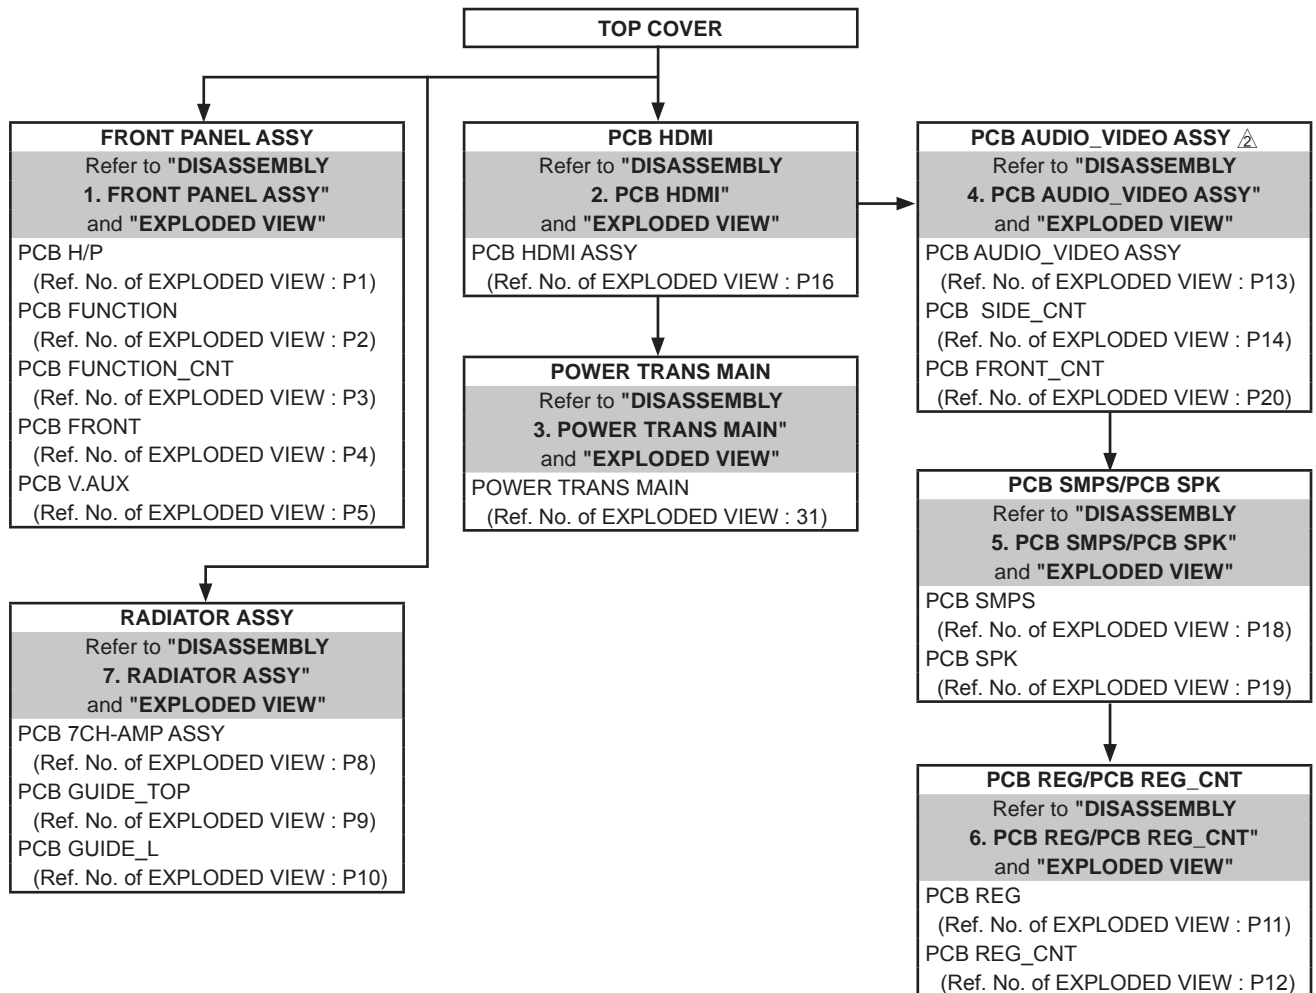 TOP COVER
FRONT PANEL ASSY
Refer to "DISASSEMBLY
1. FRONT PANEL ASSY"
and "EXPLODED VIEW"
PCB H/P
(Ref. No. of EXPLODED VIEW : P1)
PCB FUNCTION
(Ref. No. of EXPLODED VIEW : P2)
PCB FUNCTION_CNT
(Ref. No. of EXPLODED VIEW : P3)
PCB FRONT
(Ref. No. of EXPLODED VIEW : P4)
PCB V.AUX
(Ref. No. of EXPLODED VIEW : P5)
RADIATOR ASSY
Refer to "DISASSEMBLY
7. RADIATOR ASSY"
and "EXPLODED VIEW"
PCB 7CH-AMP ASSY
(Ref. No. of EXPLODED VIEW : P8)
PCB GUIDE_TOP
(Ref. No. of EXPLODED VIEW : P9)
PCB GUIDE_L
(Ref. No. of EXPLODED VIEW : P10)
PCB HDMI
Refer to "DISASSEMBLY
2. PCB HDMI"
and "EXPLODED VIEW"
PCB HDMI ASSY
(Ref. No. of EXPLODED VIEW : P16
POWER TRANS MAIN
Refer to "DISASSEMBLY
3. POWER TRANS MAIN"
and "EXPLODED VIEW"
POWER TRANS MAIN
(Ref. No. of EXPLODED VIEW : 31)
PCB AUDIO_VIDEO ASSY 2
Refer to "DISASSEMBLY
4. PCB AUDIO_VIDEO ASSY"
and "EXPLODED VIEW"
PCB AUDIO_VIDEO ASSY
(Ref. No. of EXPLODED VIEW : P13)
PCB SIDE_CNT
(Ref. No. of EXPLODED VIEW : P14)
PCB FRONT_CNT
(Ref. No. of EXPLODED VIEW : P20)
PCB SMPS/PCB SPK
Refer to "DISASSEMBLY
5. PCB SMPS/PCB SPK"
and "EXPLODED VIEW"
PCB SMPS
(Ref. No. of EXPLODED VIEW : P18)
PCB SPK
(Ref. No. of EXPLODED VIEW : P19)
PCB REG/PCB REG_CNT
Refer to "DISASSEMBLY
6. PCB REG/PCB REG_CNT"
and "EXPLODED VIEW"
PCB REG
(Ref. No. of EXPLODED VIEW : P11)
PCB REG_CNT
(Ref. No. of EXPLODED VIEW : P12)